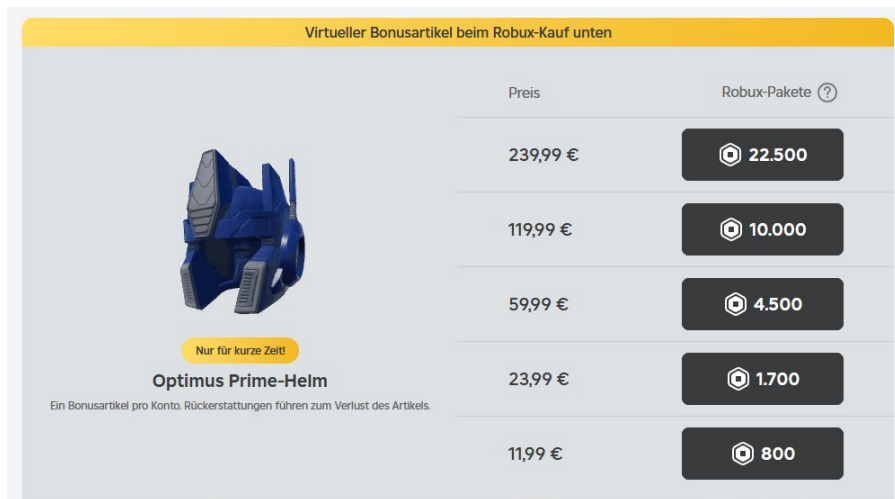 Virtueller Bonusartikel beim Robux-Kauf unten
Preis
Robux-Pakete ?
239,99 €
22.500
119,99 €
10.000
59,99 €
4.500
Nur für kurze Zeit!
Optimus Prime-Helm
Ein Bonusartikel pro Konto. Rückerstattungen führen zum Verlust des Artikels.
23,99 €
1.700
11,99 €
800